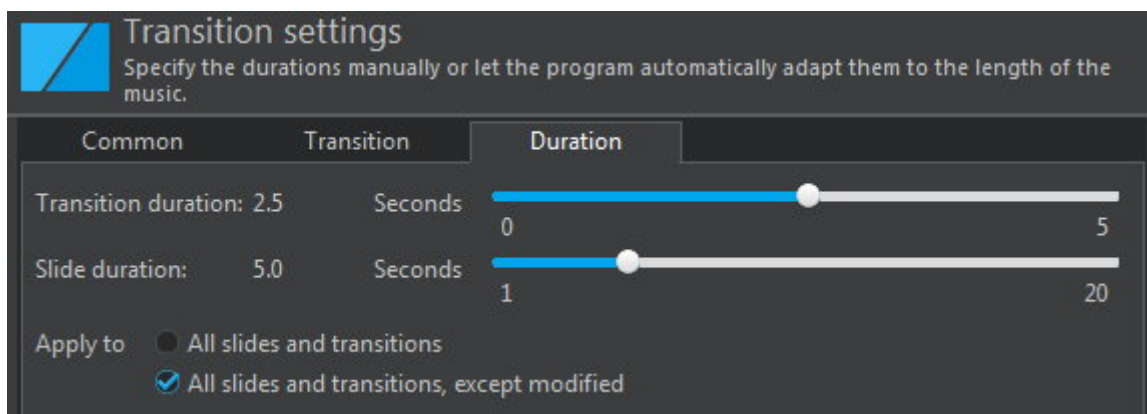 Transition settings
Specify the durations manually or let the program automatically adapt them to the length of the
music.
Common Transition Duration
Transition duration: 2.5 Seconds
0 5
Slide duration: 5.0 Seconds
1 20
Apply to All slides and transitions
All slides and transitions, except modified